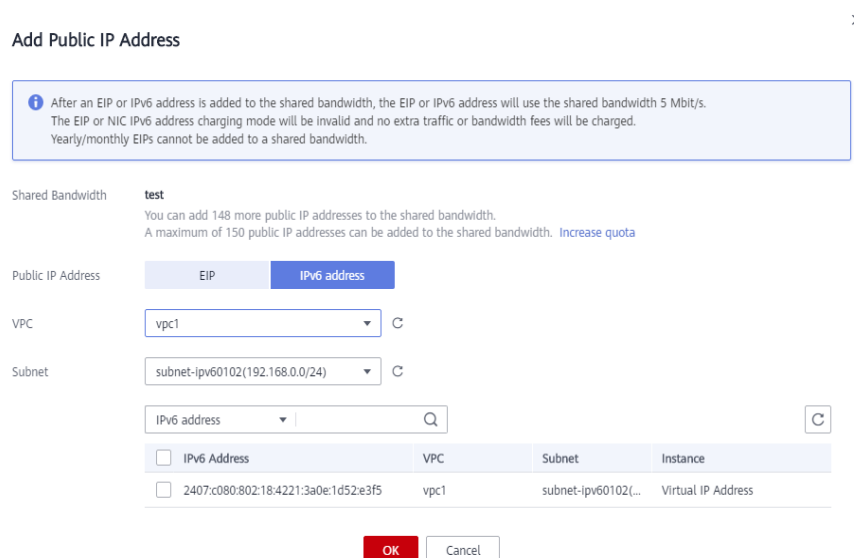 Add Public IP Address
After an EIP or IPv6 address is added to the shared bandwidth, the EIP or IPv6 address will use the shared bandwidth 5 Mbit/s.
The EIP or NIC IPv6 address charging mode will be invalid and no extra traffic or bandwidth fees will be charged.
Yearly/monthly EIPs cannot be added to a shared bandwidth.
Shared Bandwidth test
You can add 148 more public IP addresses to the shared bandwidth.
A maximum of 150 public IP addresses can be added to the shared bandwidth. Increase quota
Public IP Address EIP IPv6 address
VPC vpc1
Subnet subnet-ipv60102(192.168.0.0/24)
IPv6 address
IPv6 Address VPC Subnet Instance
2407:c080:802:18:4221:3a0e:1d52:e3f5 vpc1 subnet-ipv60102(... Virtual IP Address
OK Cancel